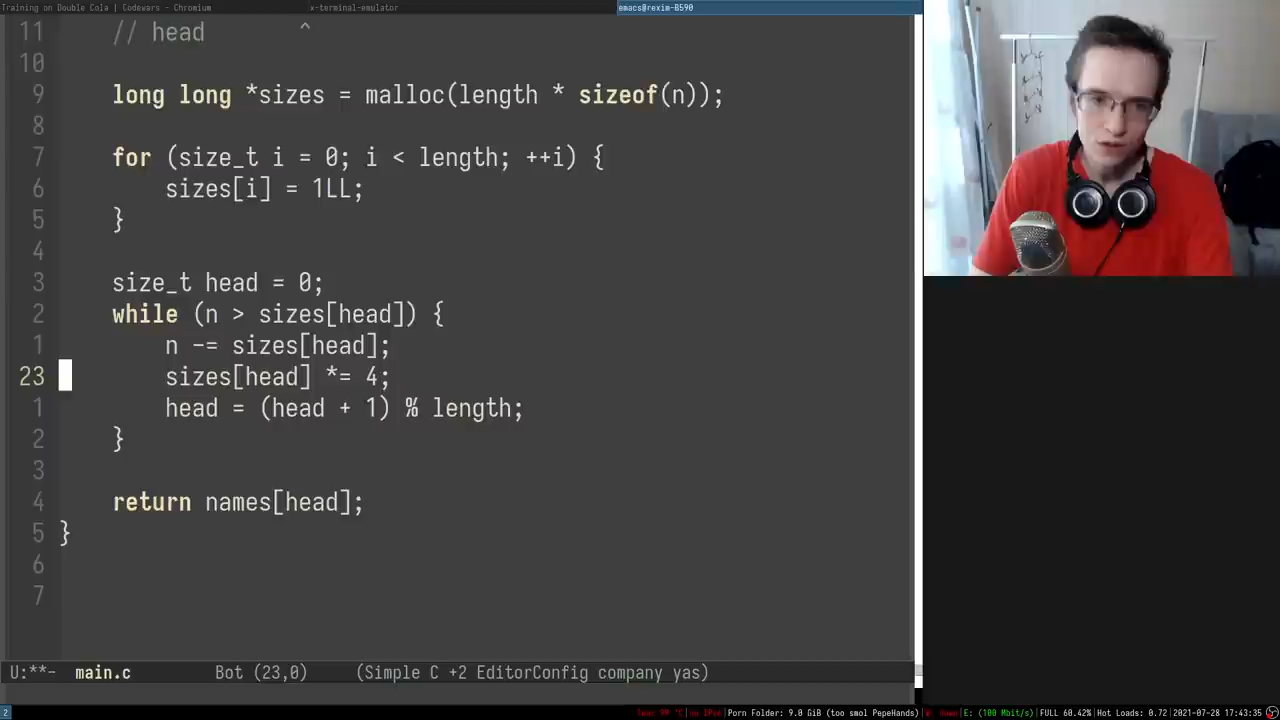 Training on Double Cola | Codewars - Chromium
x-terminal-emulator
emacs@rexim-B590
11 // head ^
10
9 long long *sizes = malloc(length * sizeof(n));
8
7 for (size_t i = 0; i < length; ++i) {
6 sizes[i] = 1LL;
5 }
4
3 size_t head = 0;
2 while (n > sizes[head]) {
1 n -= sizes[head];
23 sizes[head] *= 4;
1 head = (head + 1) % length;
2 }
3
4 return names[head];
5 }
6
7
U:**- main.c Bot (23,0) (Simple C +2 EditorConfig company yas)
2 Porn Folder: 9.0 GiB (too smol PepeHands) E: (100 Mbit/s) FULL 60.42% Hot Loads: 0.72 2021-07-28 17:43:35